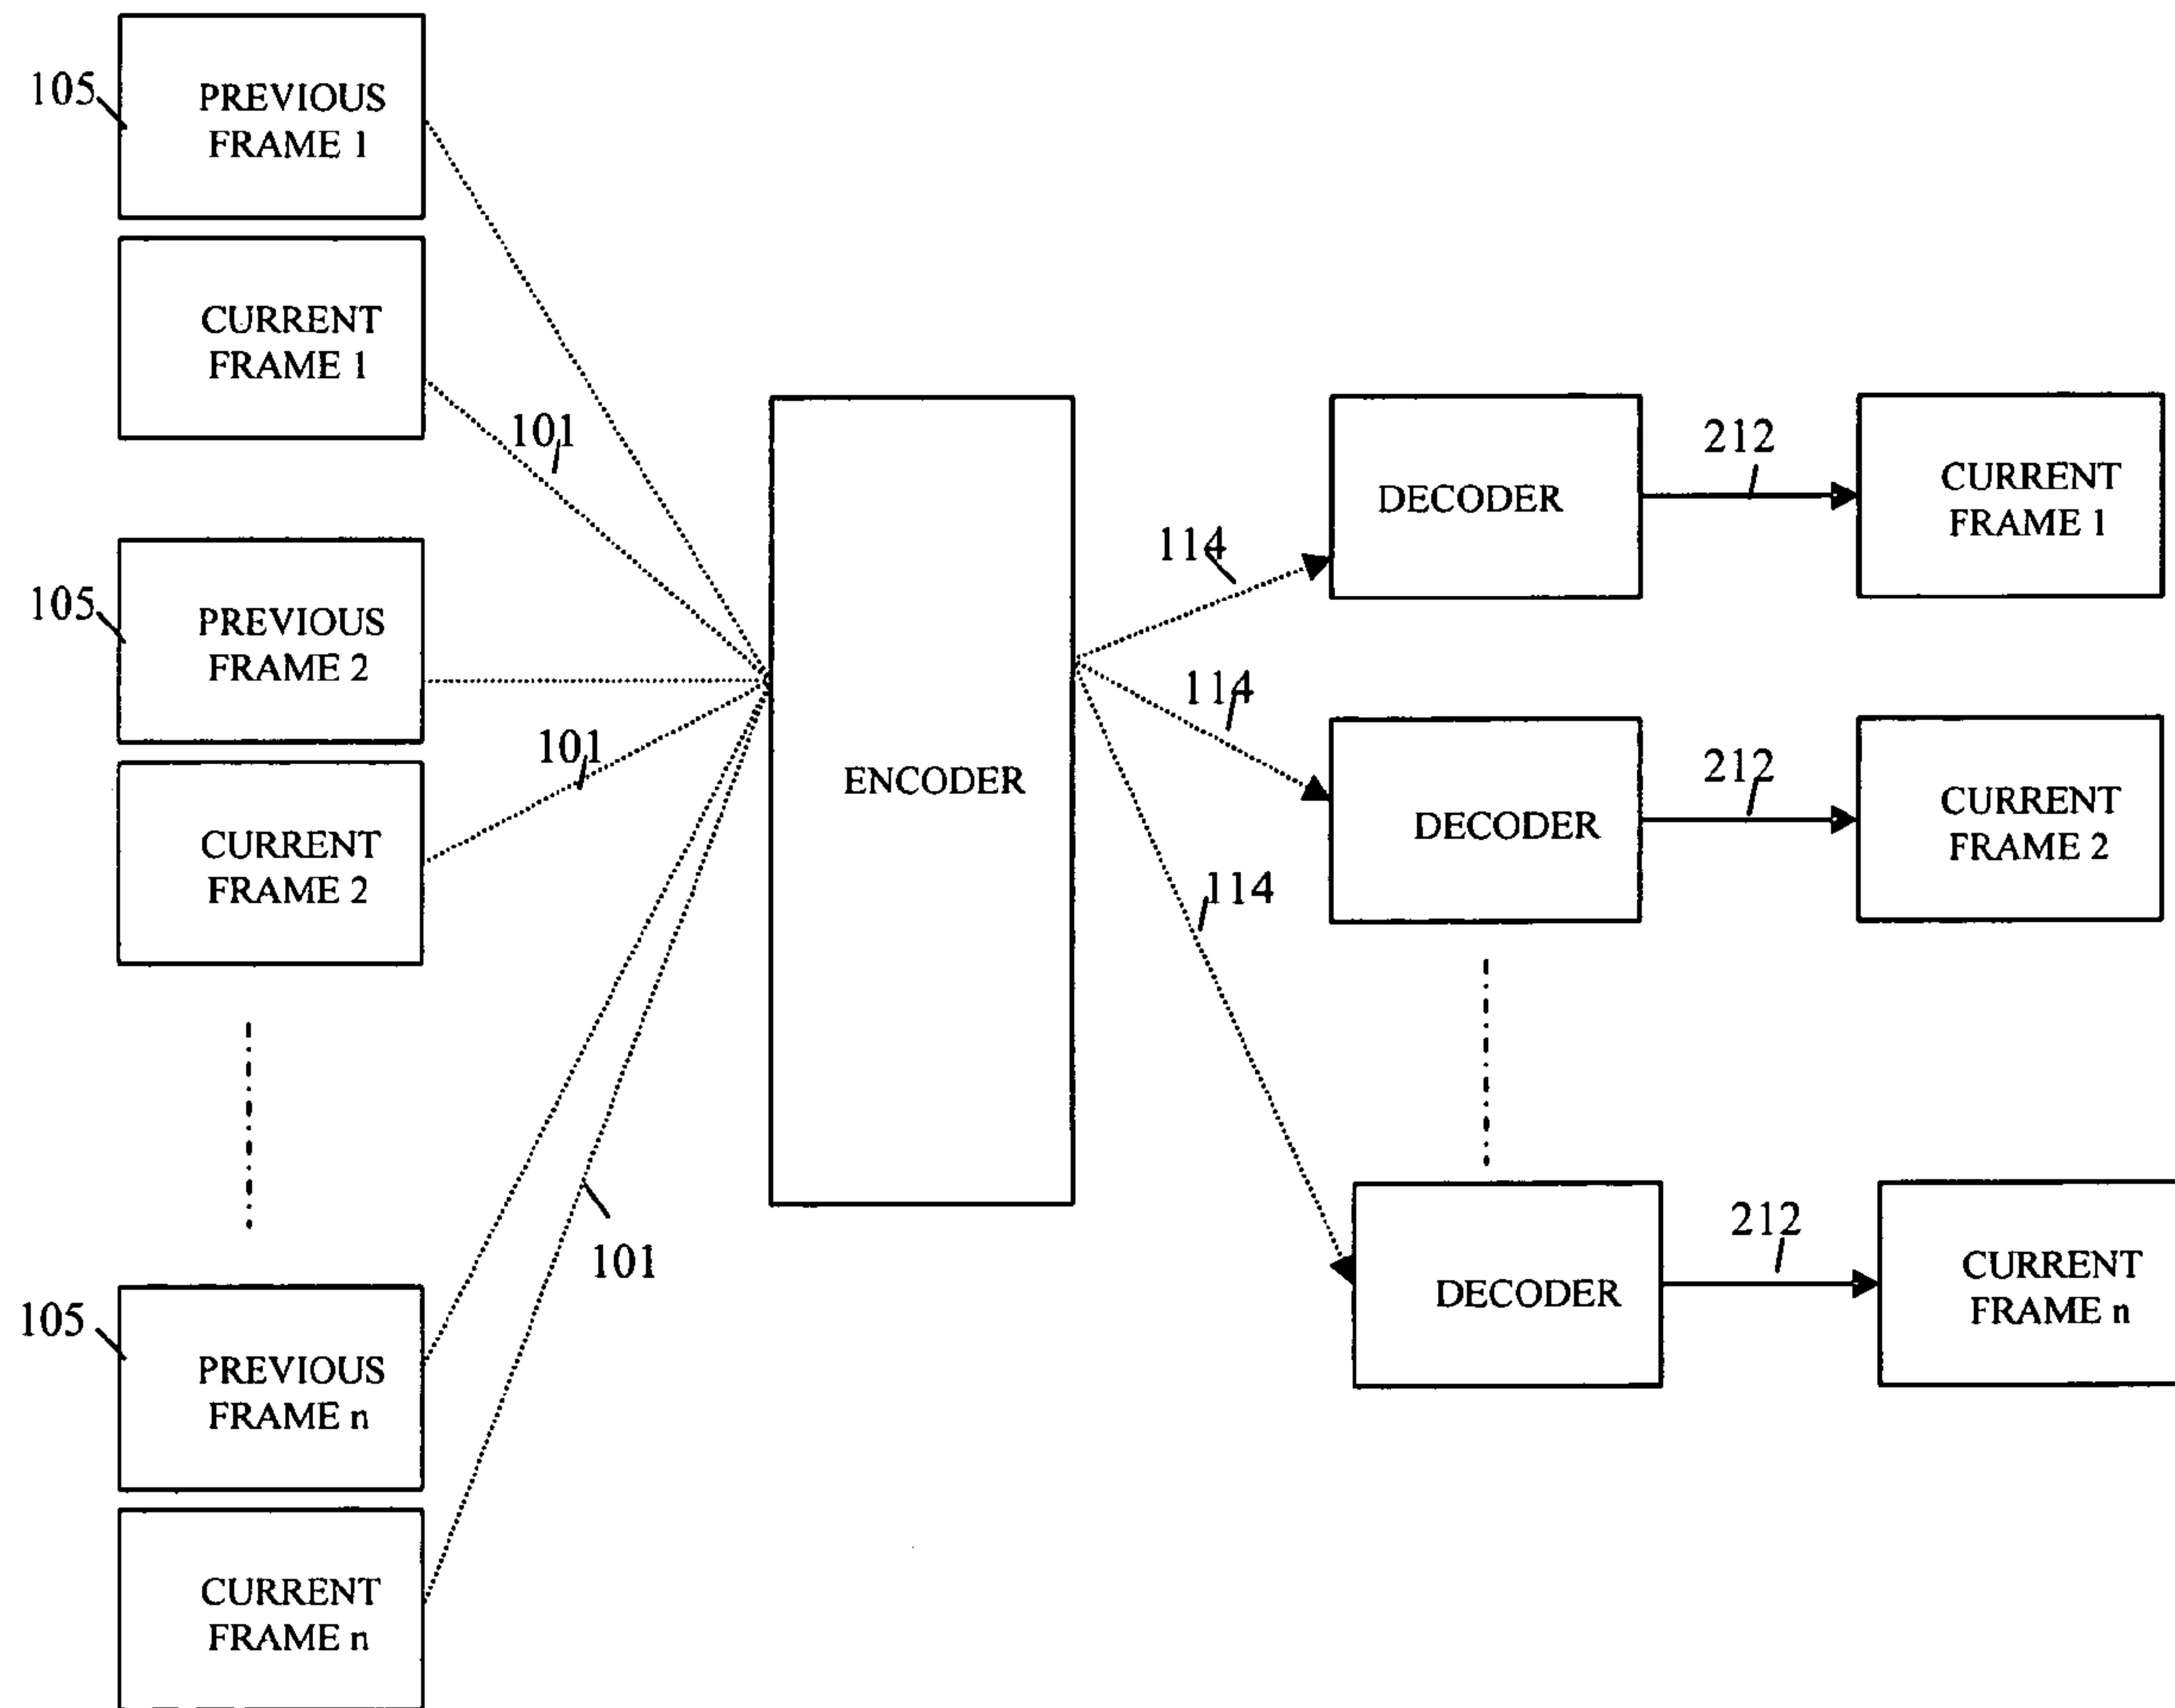 105
PREVIOUS
FRAME 1
CURRENT
FRAME 1
101
105
PREVIOUS
FRAME 2
101
CURRENT
FRAME 2
101
105
PREVIOUS
FRAME n
CURRENT
FRAME n
ENCODER
114
DECODER
212
CURRENT
FRAME 1
114
DECODER
212
CURRENT
FRAME 2
114
DECODER
212
CURRENT
FRAME n